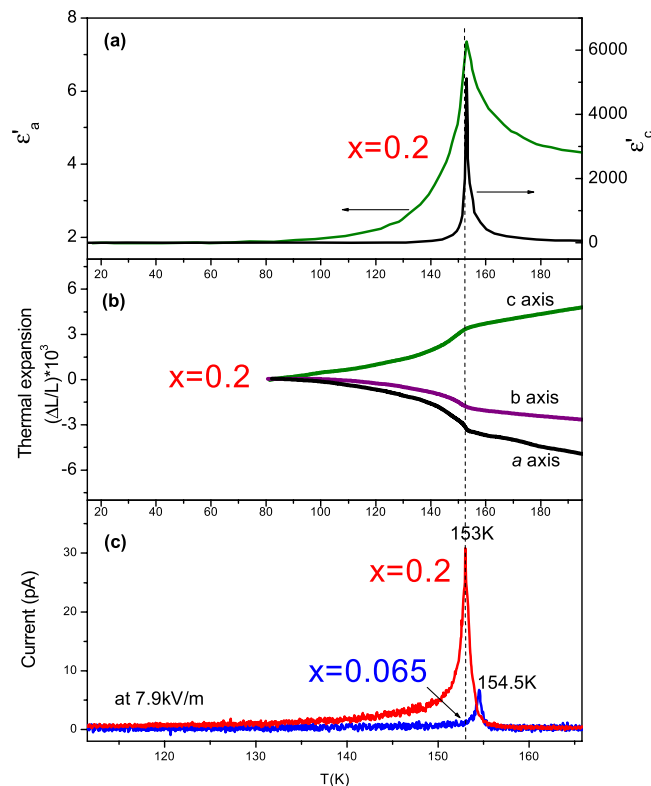 (a)
8
6
4
2
ε'a
6000
4000
2000
0
ε'c
x=0.2
20 40 60 80 100 120 140 160 180
(b)
6
3
0
-3
-6
Thermal expansion
(ΔL/L)*10³
c axis
x=0.2
b axis
a axis
20 40 60 80 100 120 140 160 180
(c)
153K
30
20
10
0
Current (pA)
x=0.2
x=0.065
154.5K
at 7.9kV/m
120 130 140 150 160
T(K)